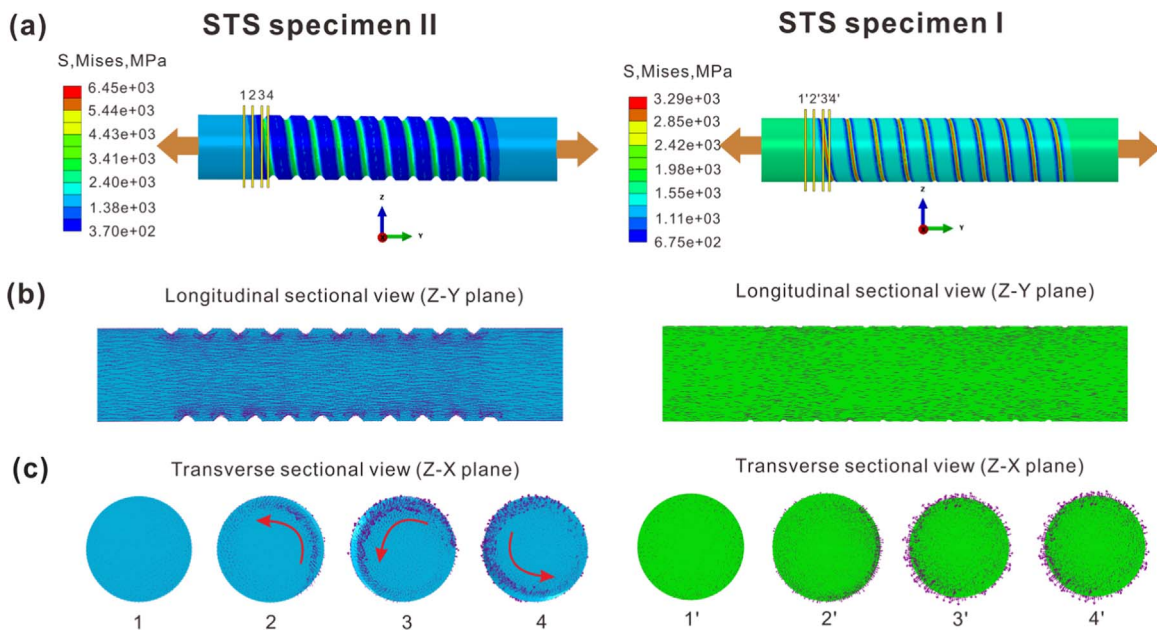 (a)
STS specimen II
STS specimen I
S,Mises,MPa
6.45e+03
5.44e+03
4.43e+03
3.41e+03
2.40e+03
1.38e+03
3.70e+02
1 2 3 4
Z
Y
S,Mises,MPa
3.29e+03
2.85e+03
2.42e+03
1.98e+03
1.55e+03
1.11e+03
6.75e+02
1' 2' 3' 4'
Z
Y
(b)
Longitudinal sectional view (Z-Y plane)
Longitudinal sectional view (Z-Y plane)
(c)
Transverse sectional view (Z-X plane)
Transverse sectional view (Z-X plane)
1 2 3 4
1' 2' 3' 4'